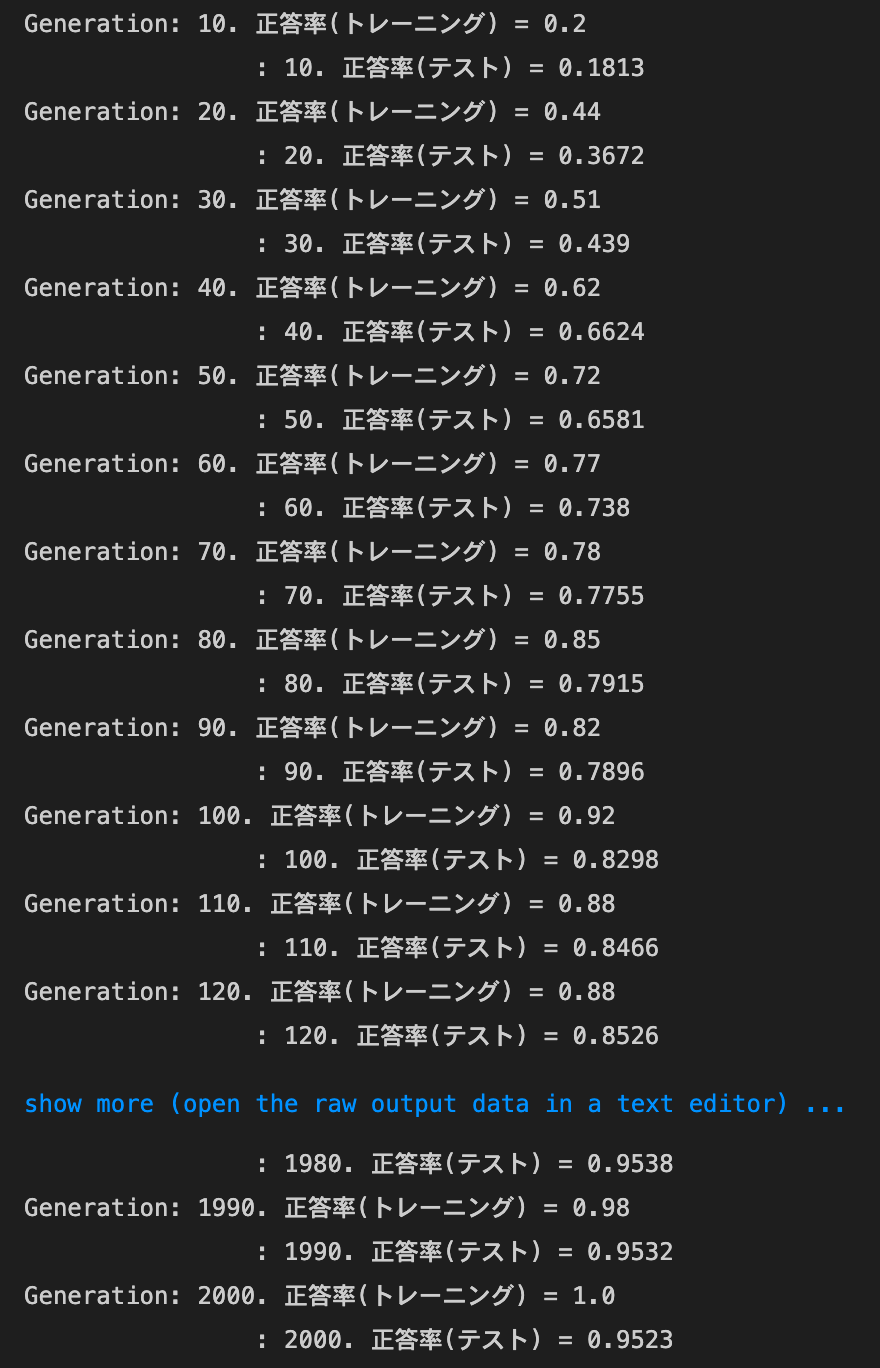 Generation: 10. 正答率(トレーニング) = 0.2
: 10. 正答率(テスト) = 0.1813
Generation: 20. 正答率(トレーニング) = 0.44
: 20. 正答率(テスト) = 0.3672
Generation: 30. 正答率(トレーニング) = 0.51
: 30. 正答率(テスト) = 0.439
Generation: 40. 正答率(トレーニング) = 0.62
: 40. 正答率(テスト) = 0.6624
Generation: 50. 正答率(トレーニング) = 0.72
: 50. 正答率(テスト) = 0.6581
Generation: 60. 正答率(トレーニング) = 0.77
: 60. 正答率(テスト) = 0.738
Generation: 70. 正答率(トレーニング) = 0.78
: 70. 正答率(テスト) = 0.7755
Generation: 80. 正答率(トレーニング) = 0.85
: 80. 正答率(テスト) = 0.7915
Generation: 90. 正答率(トレーニング) = 0.82
: 90. 正答率(テスト) = 0.7896
Generation: 100. 正答率(トレーニング) = 0.92
: 100. 正答率(テスト) = 0.8298
Generation: 110. 正答率(トレーニング) = 0.88
: 110. 正答率(テスト) = 0.8466
Generation: 120. 正答率(トレーニング) = 0.88
: 120. 正答率(テスト) = 0.8526
show more (open the raw output data in a text editor) ...
: 1980. 正答率(テスト) = 0.9538
Generation: 1990. 正答率(トレーニング) = 0.98
: 1990. 正答率(テスト) = 0.9532
Generation: 2000. 正答率(トレーニング) = 1.0
: 2000. 正答率(テスト) = 0.9523